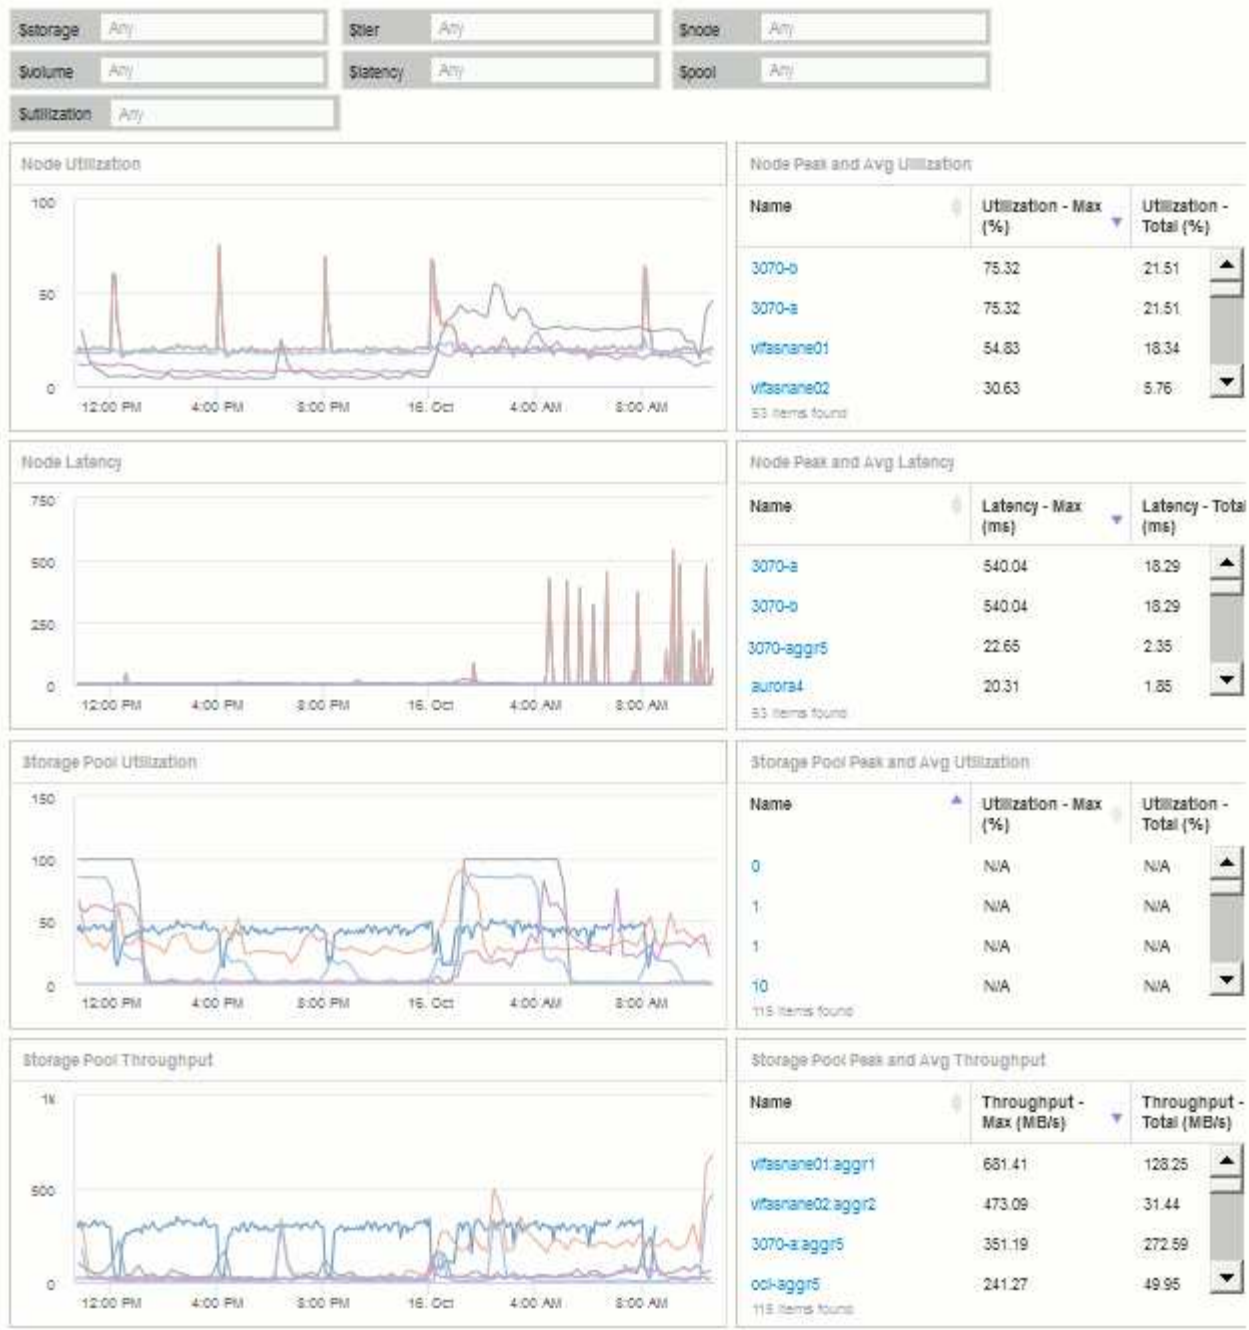 $storage Any $tier Any $node Any
$volume Any $latency Any $pool Any
$utilization Any
Node Utilization
100
50
0
12:00 PM 4:00 PM 8:00 PM 16. Oct 4:00 AM 8:00 AM
Node Peak and Avg Utilization
Name Utilization - Max (%) Utilization - Total (%)
3070-b 75.32 21.51
3070-a 75.32 21.51
vifasnane01 54.83 18.34
vifasnane02 30.63 5.76
53 items found
Node Latency
750
500
250
0
12:00 PM 4:00 PM 8:00 PM 16. Oct 4:00 AM 8:00 AM
Node Peak and Avg Latency
Name Latency - Max (ms) Latency - Total (ms)
3070-a 540.04 18.29
3070-b 540.04 18.29
3070-aggr5 22.65 2.35
aurora4 20.31 1.85
53 items found
Storage Pool Utilization
150
100
50
0
12:00 PM 4:00 PM 8:00 PM 16. Oct 4:00 AM 8:00 AM
Storage Pool Peak and Avg Utilization
Name Utilization - Max (%) Utilization - Total (%)
0 N/A N/A
1 N/A N/A
1 N/A N/A
10 N/A N/A
115 items found
Storage Pool Throughput
1k
500
0
12:00 PM 4:00 PM 8:00 PM 16. Oct 4:00 AM 8:00 AM
Storage Pool Peak and Avg Throughput
Name Throughput - Max (MB/s) Throughput - Total (MB/s)
vifasnane01:aggr1 681.41 128.25
vifasnane02:aggr2 473.09 31.44
3070-a:aggr5 351.19 272.59
oci-aggr5 241.27 49.95
115 items found